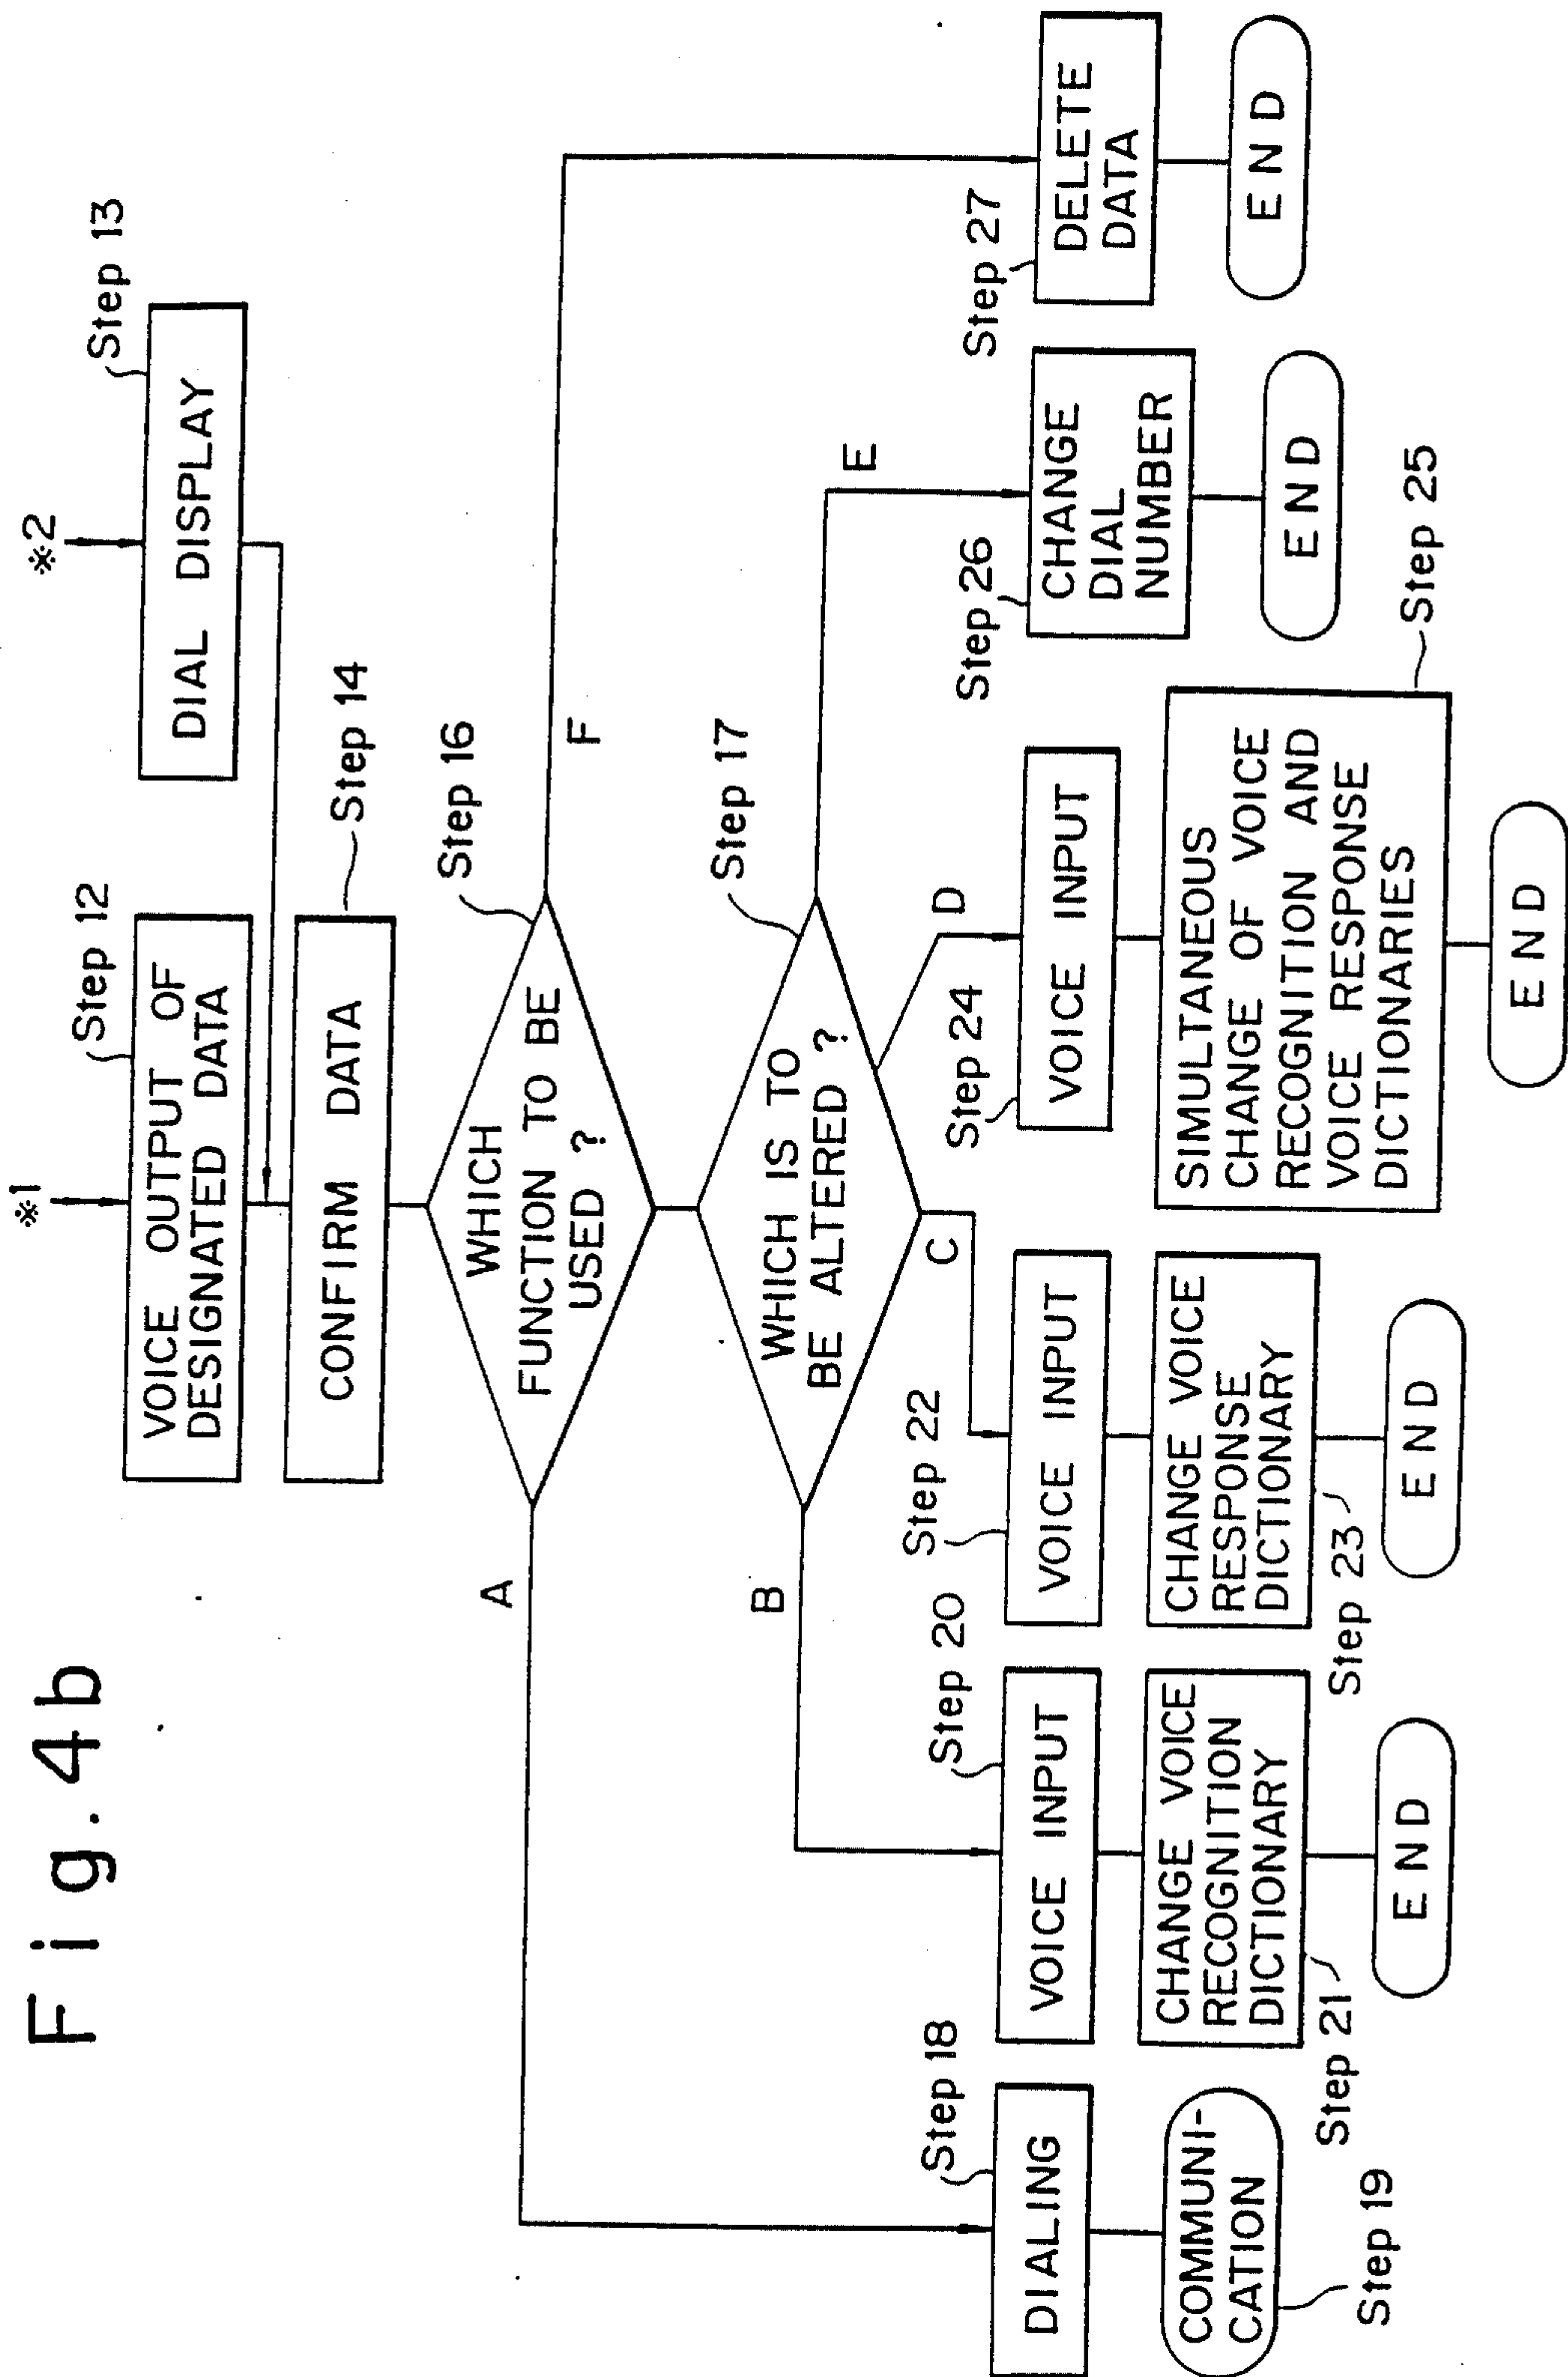 Fig. 4b
※1
※2
VOICE OUTPUT OF
DESIGNATED DATA
Step 12
DIAL DISPLAY
Step 13
CONFIRM DATA
Step 14
WHICH
FUNCTION TO BE
USED ?
Step 16
A
F
WHICH IS TO
BE ALTERED ?
Step 17
B
C
D
E
DIALING
Step 18
COMMUNI-
CATION
Step 19
VOICE INPUT
Step 20
CHANGE VOICE
RECOGNITION
DICTIONARY
Step 21
END
VOICE INPUT
Step 22
CHANGE VOICE
RESPONSE
DICTIONARY
Step 23
END
VOICE INPUT
Step 24
SIMULTANEOUS
CHANGE OF VOICE
RECOGNITION AND
VOICE RESPONSE
DICTIONARIES
Step 25
END
CHANGE
DIAL
NUMBER
Step 26
END
DELETE
DATA
Step 27
END